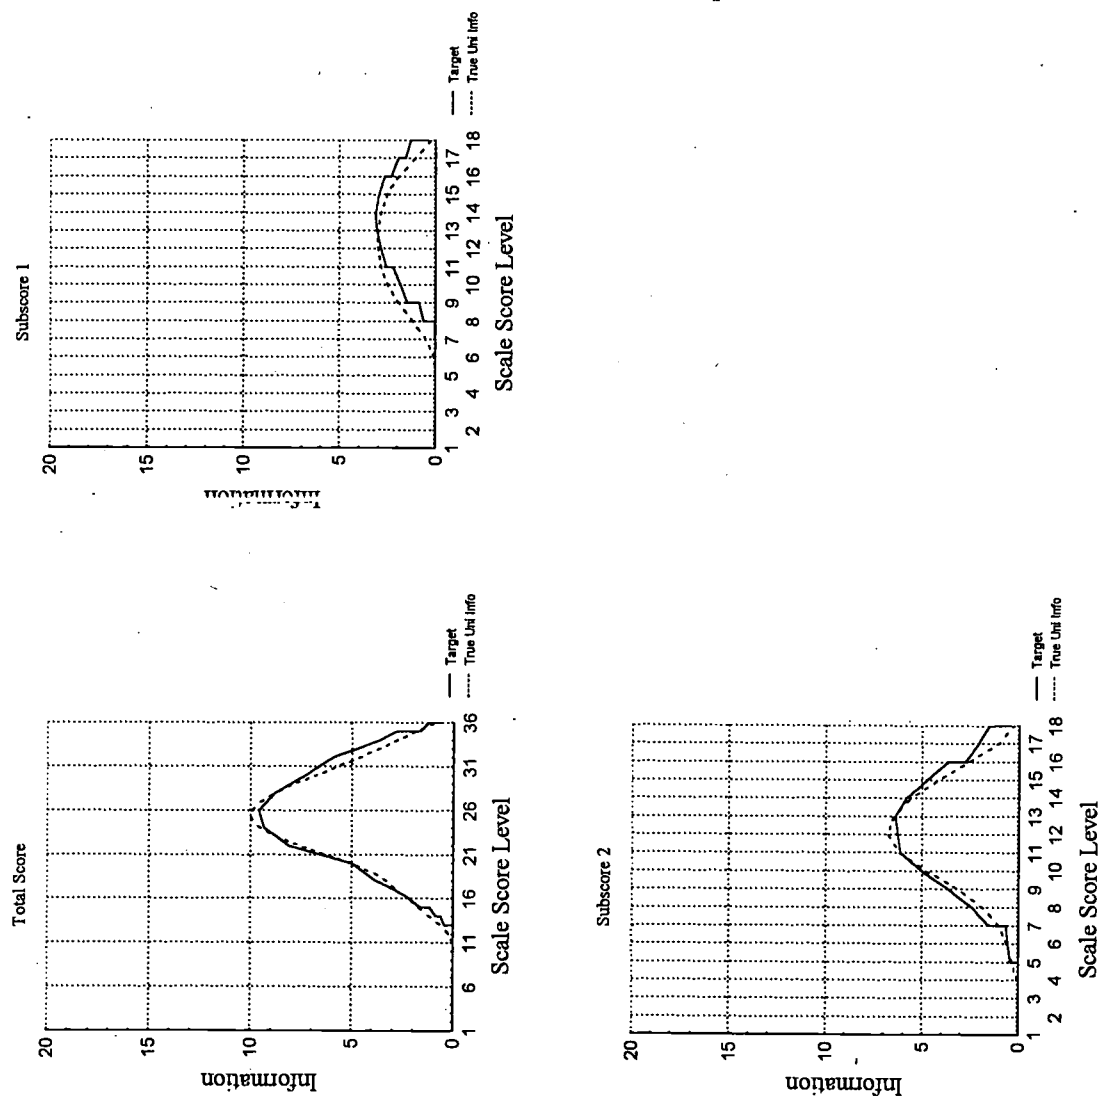 Total Score
20
15
10
5
0
Information
1 6 11 16 21 26 31 36
Scale Score Level
Target
True Uni Info
Subscore 1
20
15
10
5
0
1 2 3 4 5 6 7 8 9 10 11 13 14 15 16 17 18
Scale Score Level
Target
True Uni Info
Subscore 2
20
15
10
5
0
Information
1 2 3 5 7 8 9 10 11 12 13 14 15 16 17 18
Scale Score Level
Target
True Uni Info